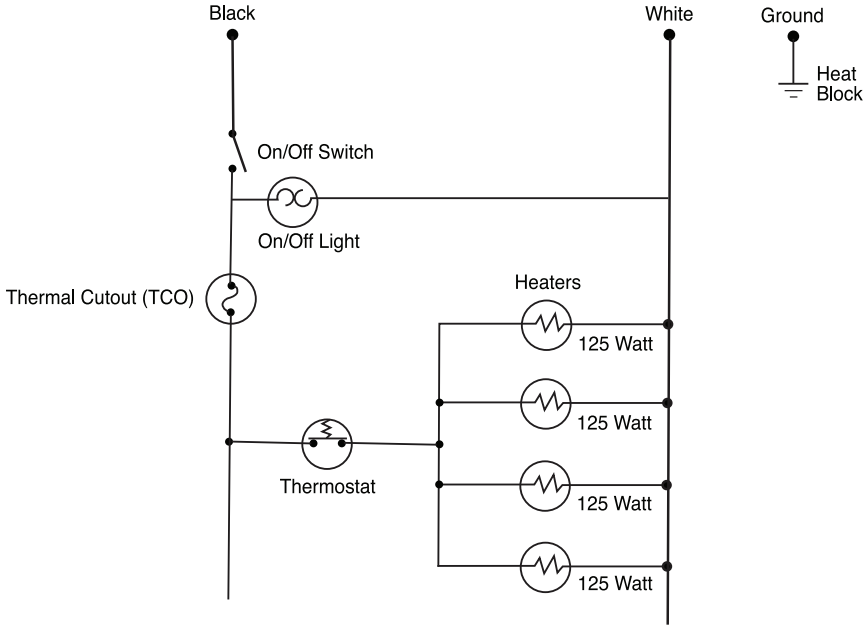 Black
White
Ground
Heat
Block
On/Off Switch
On/Off Light
Thermal Cutout (TCO)
Heaters
125 Watt
125 Watt
Thermostat
125 Watt
125 Watt